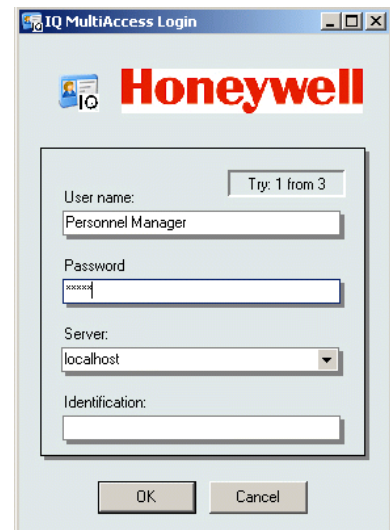 IQ MultiAccess Login
IQ Honeywell
Try: 1 from 3
User name:
Personnel Manager
Password
×××××
Server:
localhost
Identification:
OK Cancel